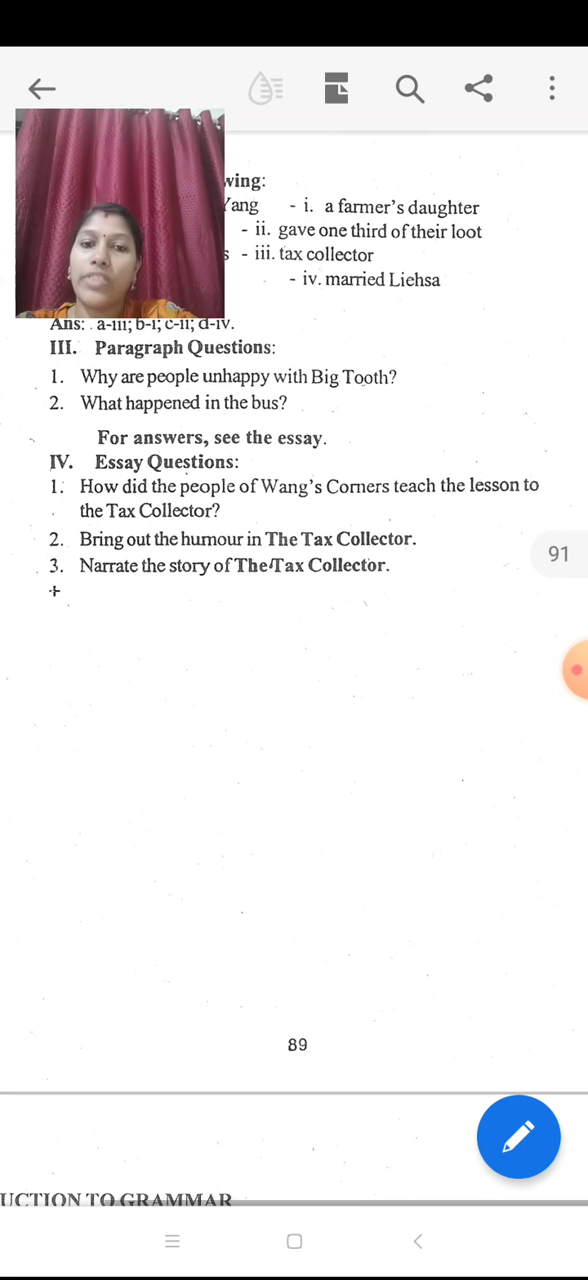 wing:
Yang - i. a farmer's daughter
- ii. gave one third of their loot
s - iii. tax collector
- iv. married Liehsa
Ans: a-iii; b-i; c-ii; d-iv.
III. Paragraph Questions:
1. Why are people unhappy with Big Tooth?
2. What happened in the bus?
For answers, see the essay.
IV. Essay Questions:
1. How did the people of Wang's Corners teach the lesson to
the Tax Collector?
2. Bring out the humour in The Tax Collector.
91
3. Narrate the story of The Tax Collector.
+
89
UCTION TO GRAMMAR